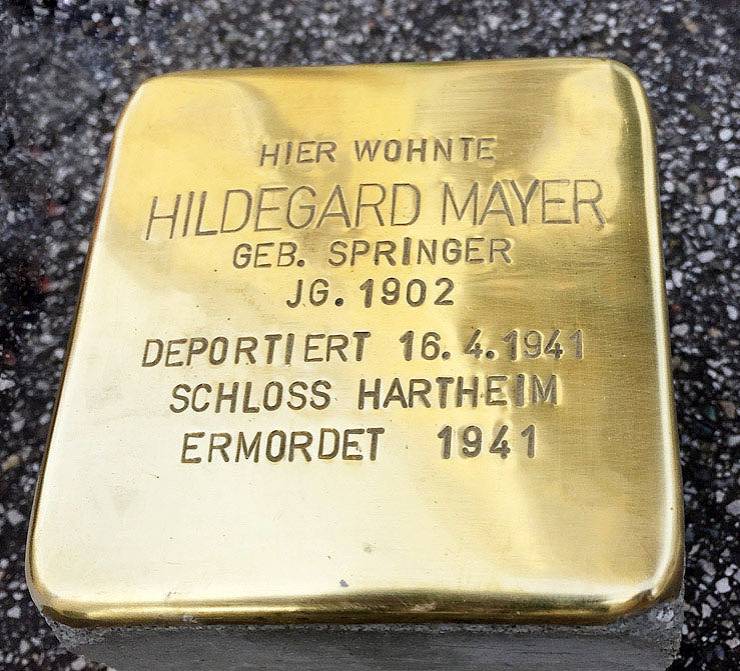 HIER WOHNTE
HILDEGARD MAYER
GEB. SPRINGER
JG. 1902
DEPORTIERT 16.4.1941
SCHLOSS HARTHEIM
ERMORDET 1941